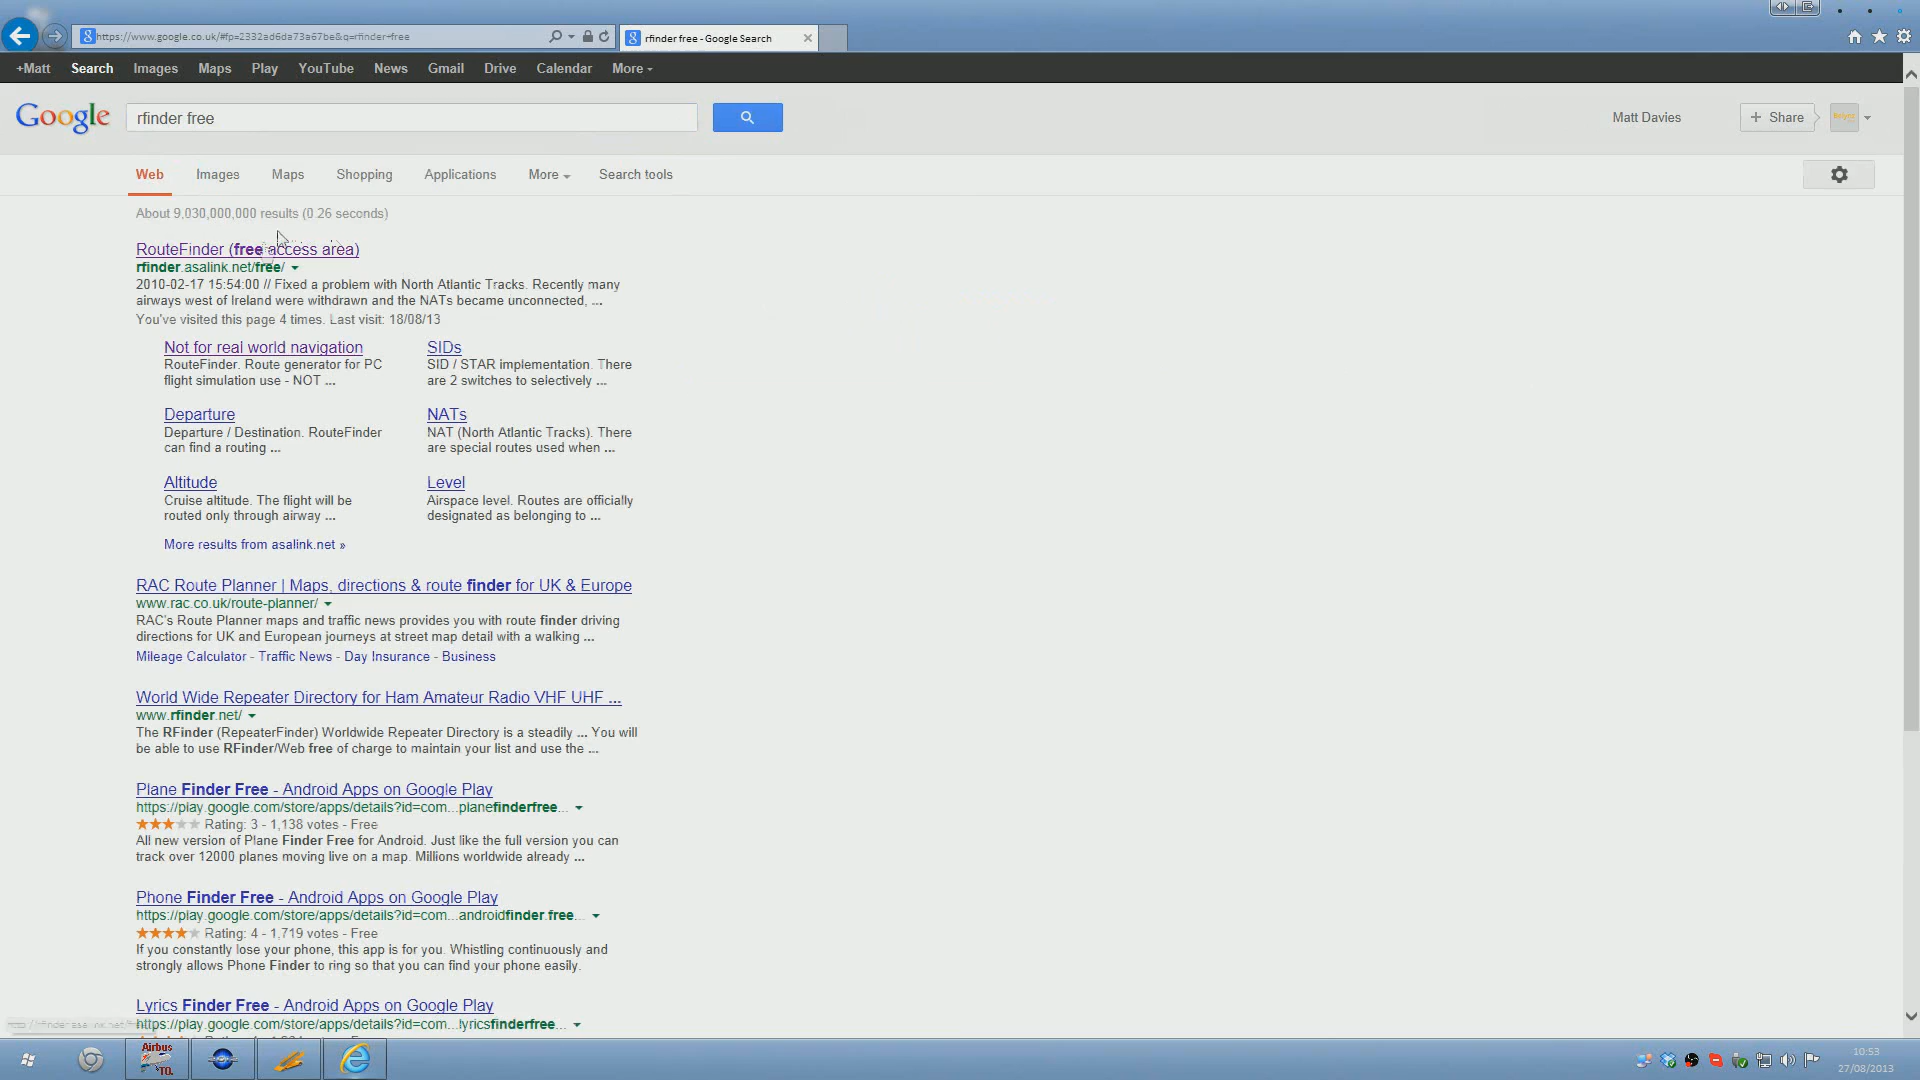 https://www.google.co.uk/#fp=2332ad6da73a67be&q=rfinder+free
rfinder free - Google Search
+Matt Search Images Maps Play YouTube News Gmail Drive Calendar More
Google
rfinder free
Matt Davies
+ Share
Web Images Maps Shopping Applications More Search tools
About 9,030,000,000 results (0.26 seconds)
RouteFinder (free access area)
rfinder.asalink.net/free/
2010-02-17 15:54:00 // Fixed a problem with North Atlantic Tracks. Recently many
airways west of Ireland were withdrawn and the NATs became unconnected, ...
You've visited this page 4 times. Last visit: 18/08/13
Not for real world navigation
RouteFinder. Route generator for PC
flight simulation use - NOT ...
SIDs
SID / STAR implementation. There
are 2 switches to selectively ...
Departure
Departure / Destination. RouteFinder
can find a routing ...
NATs
NAT (North Atlantic Tracks). There
are special routes used when ...
Altitude
Cruise altitude. The flight will be
routed only through airway ...
Level
Airspace level. Routes are officially
designated as belonging to ...
More results from asalink.net »
RAC Route Planner | Maps, directions & route finder for UK & Europe
www.rac.co.uk/route-planner/
RAC's Route Planner maps and traffic news provides you with route finder driving
directions for UK and European journeys at street map detail with a walking ...
Mileage Calculator - Traffic News - Day Insurance - Business
World Wide Repeater Directory for Ham Amateur Radio VHF UHF ...
www.rfinder.net/
The RFinder (RepeaterFinder) Worldwide Repeater Directory is a steadily ... You will
be able to use RFinder/Web free of charge to maintain your list and use the ...
Plane Finder Free - Android Apps on Google Play
https://play.google.com/store/apps/details?id=com...planefinderfree...
Rating: 3 - 1,138 votes - Free
All new version of Plane Finder Free for Android. Just like the full version you can
track over 12000 planes moving live on a map. Millions worldwide already ...
Phone Finder Free - Android Apps on Google Play
https://play.google.com/store/apps/details?id=com...androidfinder.free...
Rating: 4 - 1,719 votes - Free
If you constantly lose your phone, this app is for you. Whistling continuously and
strongly allows Phone Finder to ring so that you can find your phone easily.
Lyrics Finder Free - Android Apps on Google Play
https://play.google.com/store/apps/details?id=com...lyricsfinderfree...
Airbus
TO.
10:53
27/08/2013